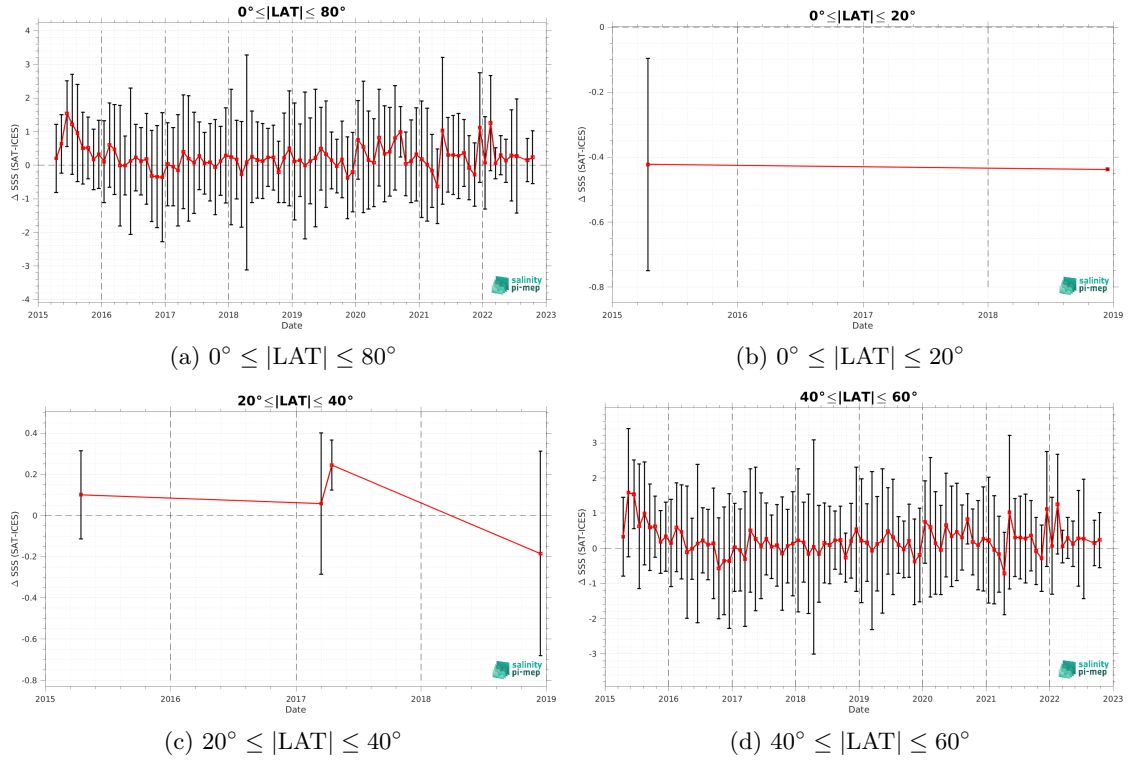 0°≤|LAT|≤ 80°
4
3
2
1
0
-1
-2
-3
-4
Δ SSS (SAT-ICES)
2015 2016 2017 2018 2019 2020 2021 2022 2023
Date
salinity
pi-mep
(a) 0° ≤ |LAT| ≤ 80°
0°≤|LAT|≤ 20°
0
-0.2
-0.4
-0.6
-0.8
Δ SSS (SAT-ICES)
2015 2016 2017 2018 2019
Date
salinity
pi-mep
(b) 0° ≤ |LAT| ≤ 20°
20°≤|LAT|≤ 40°
0.4
0.2
0
-0.2
-0.4
-0.6
-0.8
Δ SSS (SAT-ICES)
2015 2016 2017 2018 2019
Date
salinity
pi-mep
(c) 20° ≤ |LAT| ≤ 40°
40°≤|LAT|≤ 60°
3
2
1
0
-1
-2
-3
Δ SSS (SAT-ICES)
2015 2016 2017 2018 2019 2020 2021 2022 2023
Date
salinity
pi-mep
(d) 40° ≤ |LAT| ≤ 60°